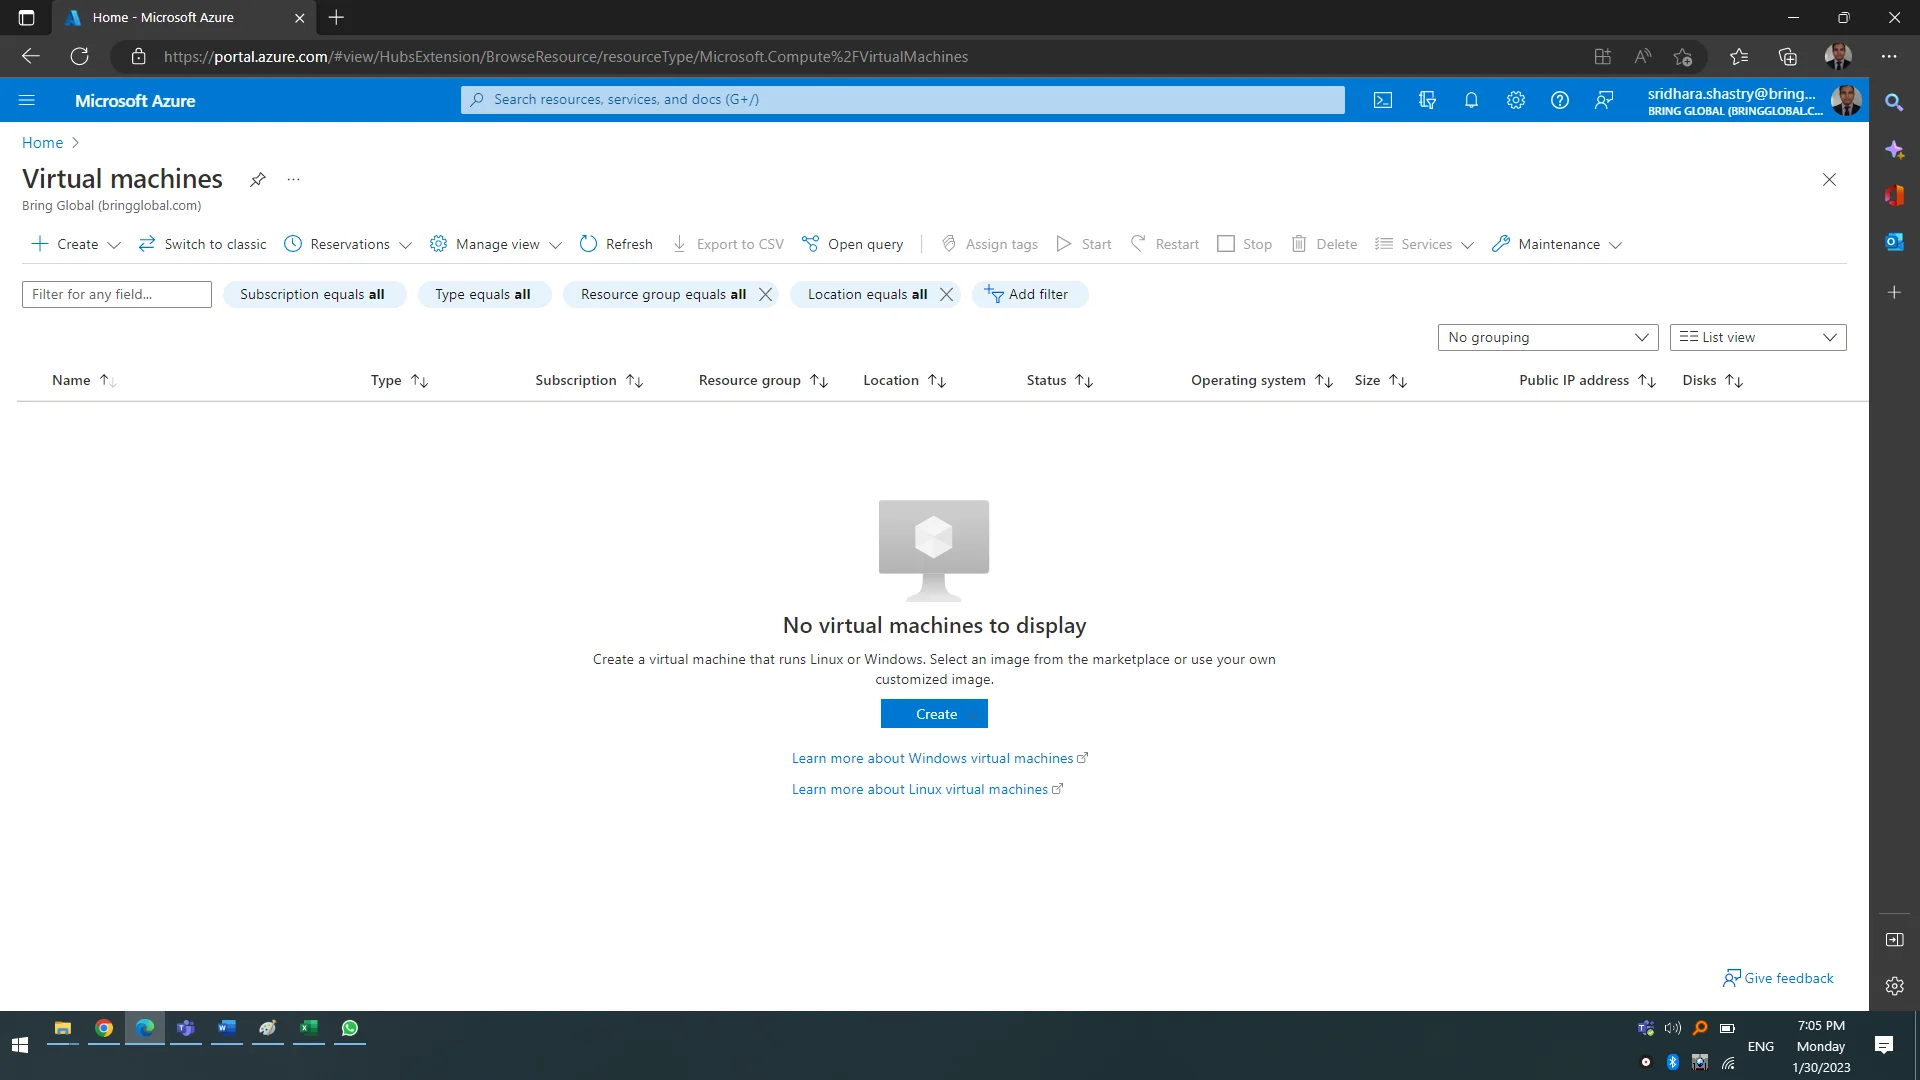 Home - Microsoft Azure
https://portal.azure.com/#view/HubsExtension/BrowseResource/resourceType/Microsoft.Compute%2FVirtualMachines
Microsoft Azure
Search resources, services, and docs (G+/)
sridhara.shastry@bring...
BRING GLOBAL (BRINGGLOBAL.C...
Home
Virtual machines
Bring Global (bringglobal.com)
Create
Switch to classic
Reservations
Manage view
Refresh
Export to CSV
Open query
Assign tags
Start
Restart
Stop
Delete
Services
Maintenance
Filter for any field...
Subscription equals all
Type equals all
Resource group equals all
Location equals all
Add filter
No grouping
List view
Name
Type
Subscription
Resource group
Location
Status
Operating system
Size
Public IP address
Disks
No virtual machines to display
Create a virtual machine that runs Linux or Windows. Select an image from the marketplace or use your own
customized image.
Create
Learn more about Windows virtual machines
Learn more about Linux virtual machines
Give feedback
ENG
7:05 PM
Monday
1/30/2023